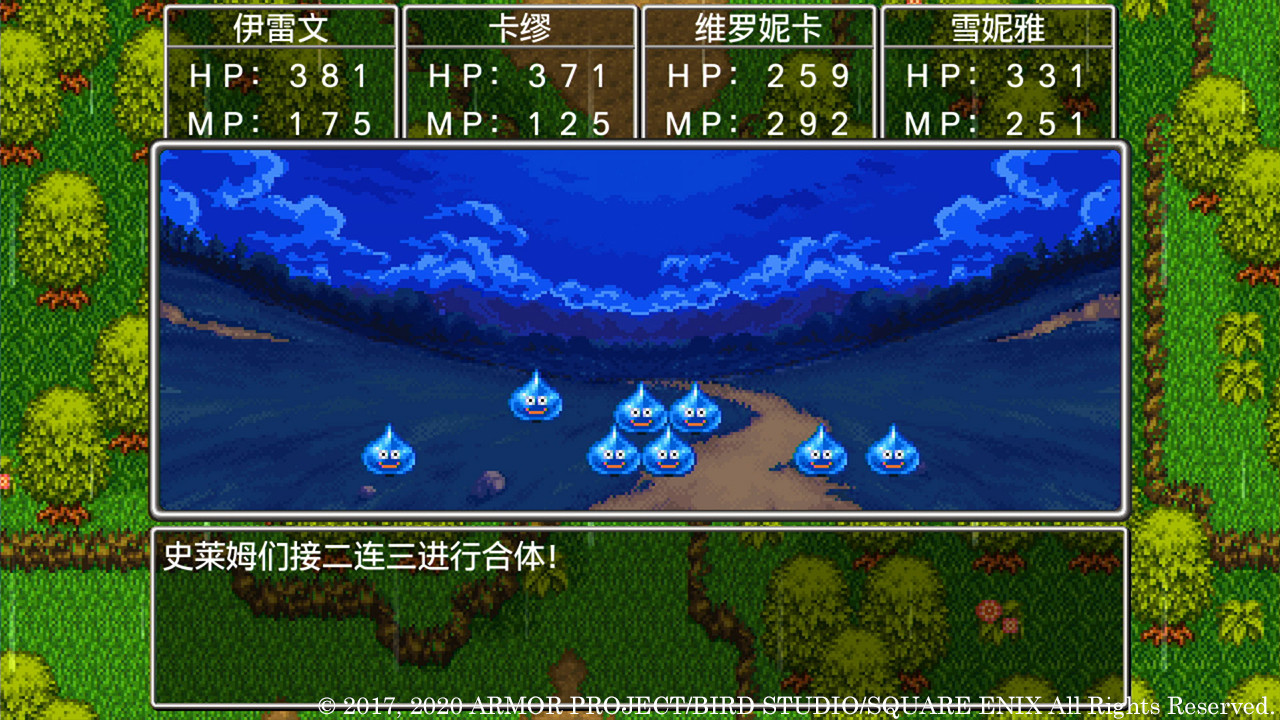 伊雷文 卡缪 维罗妮卡 雪妮雅
HP: 381 HP: 371 HP: 259 HP: 331
MP: 175 MP: 125 MP: 292 MP: 251
史莱姆们接二连三进行合体!
© 2017, 2020 ARMOR PROJECT/BIRD STUDIO/SQUARE ENIX All Rights Reserved.